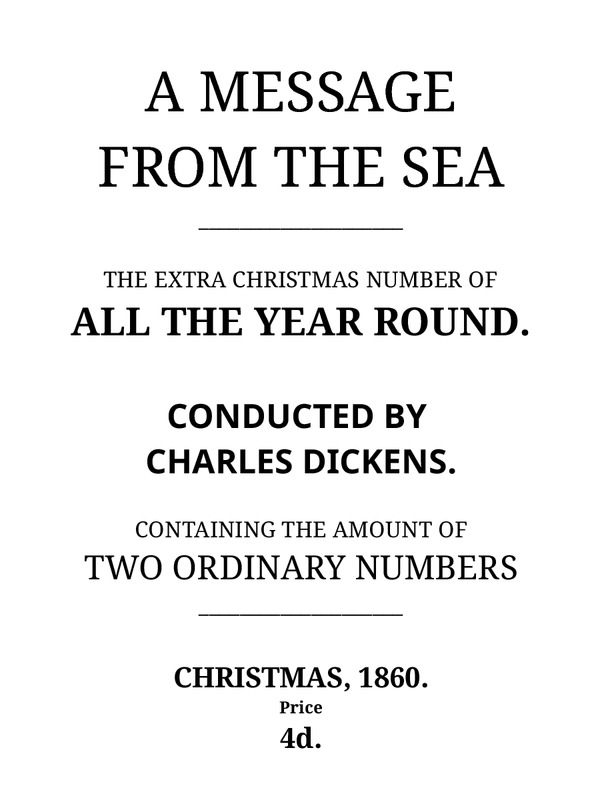 A MESSAGE
FROM THE SEA
THE EXTRA CHRISTMAS NUMBER OF
ALL THE YEAR ROUND.
CONDUCTED BY
CHARLES DICKENS.
CONTAINING THE AMOUNT OF
TWO ORDINARY NUMBERS
CHRISTMAS, 1860.
Price
4d.